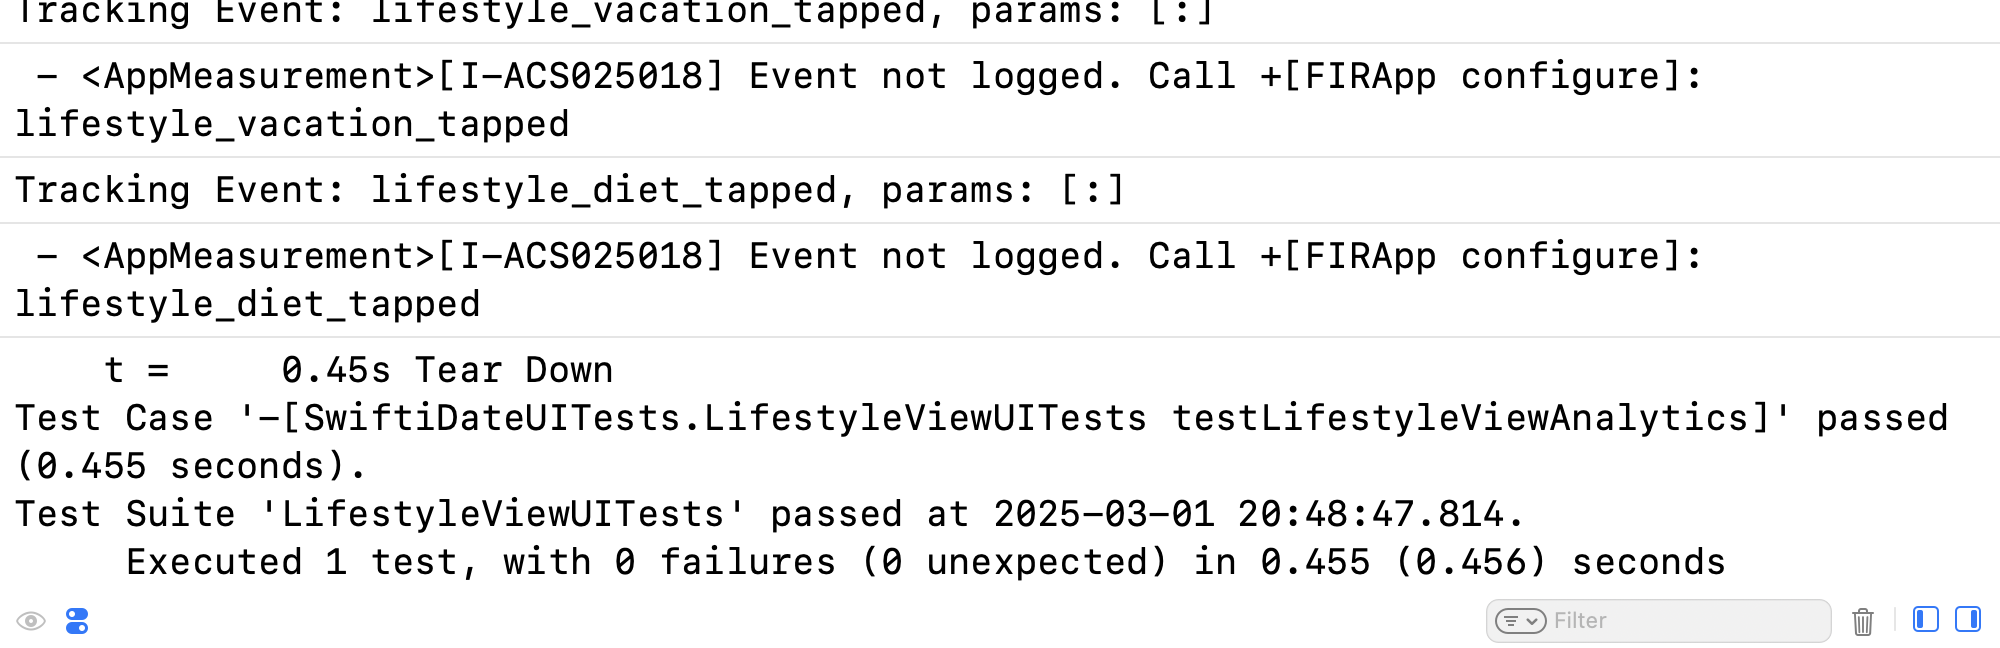 Tracking Event: lifestyle_vacation_tapped, params: [:]
 - <AppMeasurement>[I-ACS025018] Event not logged. Call +[FIRApp configure]:
lifestyle_vacation_tapped
Tracking Event: lifestyle_diet_tapped, params: [:]
 - <AppMeasurement>[I-ACS025018] Event not logged. Call +[FIRApp configure]:
lifestyle_diet_tapped
    t =     0.45s Tear Down
Test Case '-[SwiftiDateUITests.LifestyleViewUITests testLifestyleViewAnalytics]' passed
(0.455 seconds).
Test Suite 'LifestyleViewUITests' passed at 2025-03-01 20:48:47.814.
     Executed 1 test, with 0 failures (0 unexpected) in 0.455 (0.456) seconds
Filter